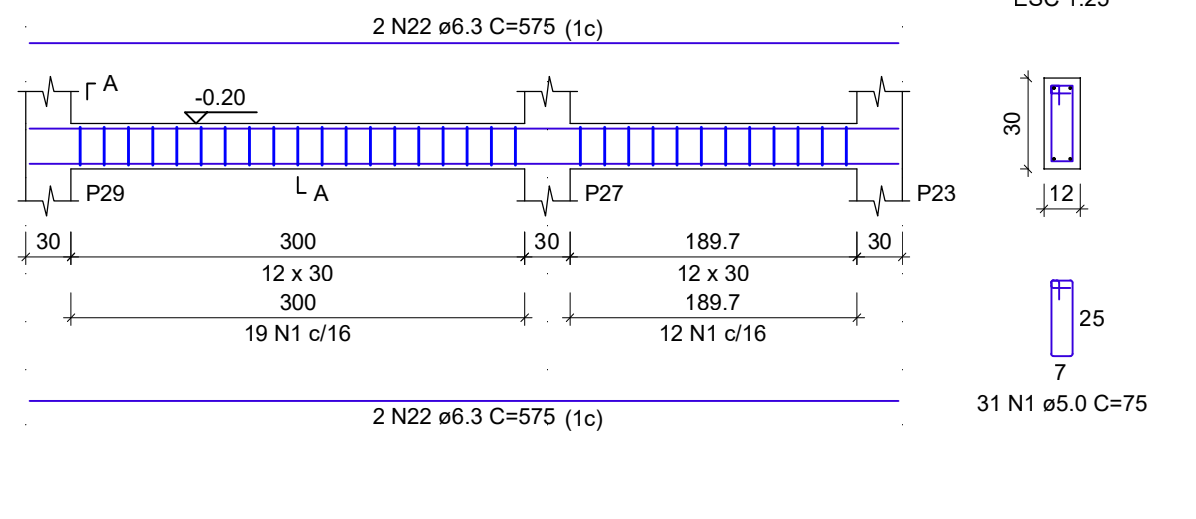 ESC 1:25
2 N22 ø6.3 C=575 (1c)
A
-0.20
30
A
P29
P27
P23
12
30
300
30
189.7
30
12 x 30
12 x 30
300
189.7
25
19 N1 c/16
12 N1 c/16
7
31 N1 ø5.0 C=75
2 N22 ø6.3 C=575 (1c)